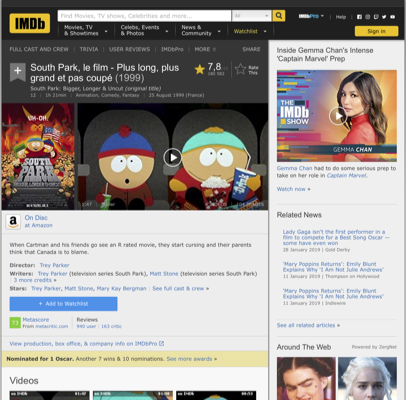 IMDb
Find Movies, TV shows, Celebrities and more...
All
Movies, TV & Showtimes
Celebs, Events & Photos
News & Community
Watchlist
IMDbPro
Help
Sign in
FULL CAST AND CREW | TRIVIA | USER REVIEWS | IMDbPro | MORE
SHARE
South Park, le film - Plus long, plus
grand et pas coupé (1999)
South Park: Bigger, Longer & Uncut (original title)
12 | 1h 21min | Animation, Comedy, Fantasy | 25 August 1999 (France)
7,8
Rate This
UH-OH
SOUTH PARK
On Disc
at Amazon
When Cartman and his friends go see an R rated movie, they start cursing and their parents
think that Canada is to blame.
Director: Trey Parker
Writers: Trey Parker (television series South Park), Matt Stone (television series South Park)
3 more credits »
Stars: Trey Parker, Matt Stone, Mary Kay Bergman | See full cast & crew »
+ Add to Watchlist
73
Metascore
From metacritic.com
Reviews
940 user | 163 critic
View production, box office, & company info on IMDbPro
Nominated for 1 Oscar. Another 7 wins & 10 nominations. See more awards »
Videos
Inside Gemma Chan's Intense
'Captain Marvel' Prep
THE
IMDb
SHOW
GEMMA CHAN
Gemma Chan had to do some serious prep to
take on her role in Captain Marvel.
Watch now »
Related News
Lady Gaga isn't the first performer in a
film to compete for a Best Song Oscar —
some have even won
28 January 2019 | Gold Derby
'Mary Poppins Returns': Emily Blunt
Explains Why 'I Am Not Julie Andrews'
11 January 2019 | Thompson on Hollywood
'Mary Poppins Returns': Emily Blunt
Explains Why 'I Am Not Julie Andrews'
11 January 2019 | Indiewire
See all related articles »
Around The Web
Powered by ZergNet